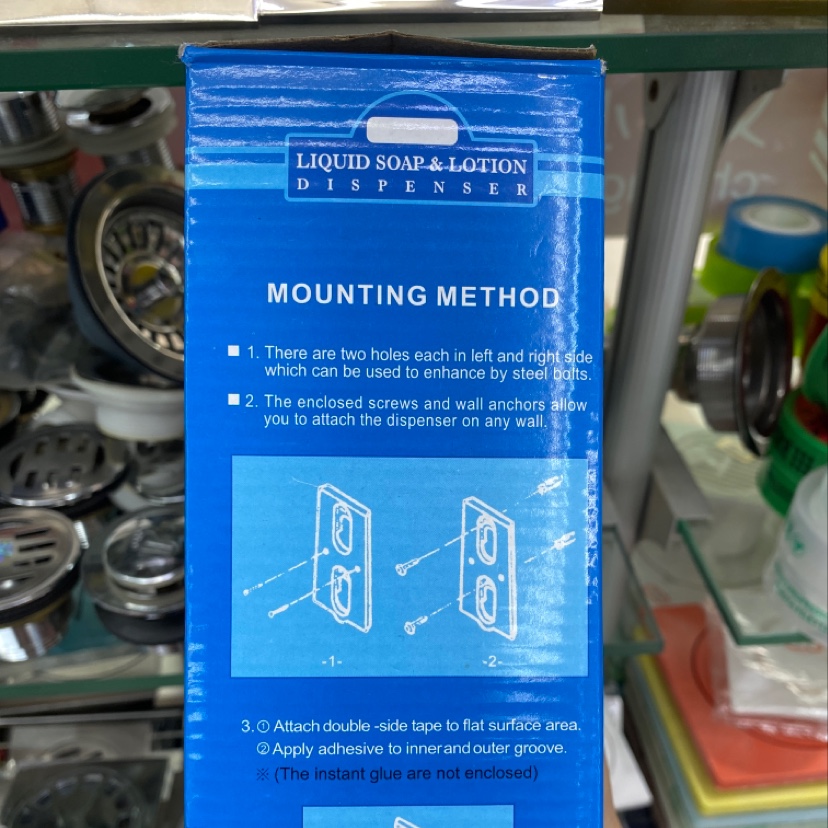 LIQUID SOAP & LOTION
DISPENSER
MOUNTING METHOD
■ 1. There are two holes each in left and right side
which can be used to enhance by steel bolts.
■ 2. The enclosed screws and wall anchors allow
you to attach the dispenser on any wall.
-1-
-2-
3. ① Attach double -side tape to flat surface area.
② Apply adhesive to inner and outer groove.
※ (The instant glue are not enclosed)